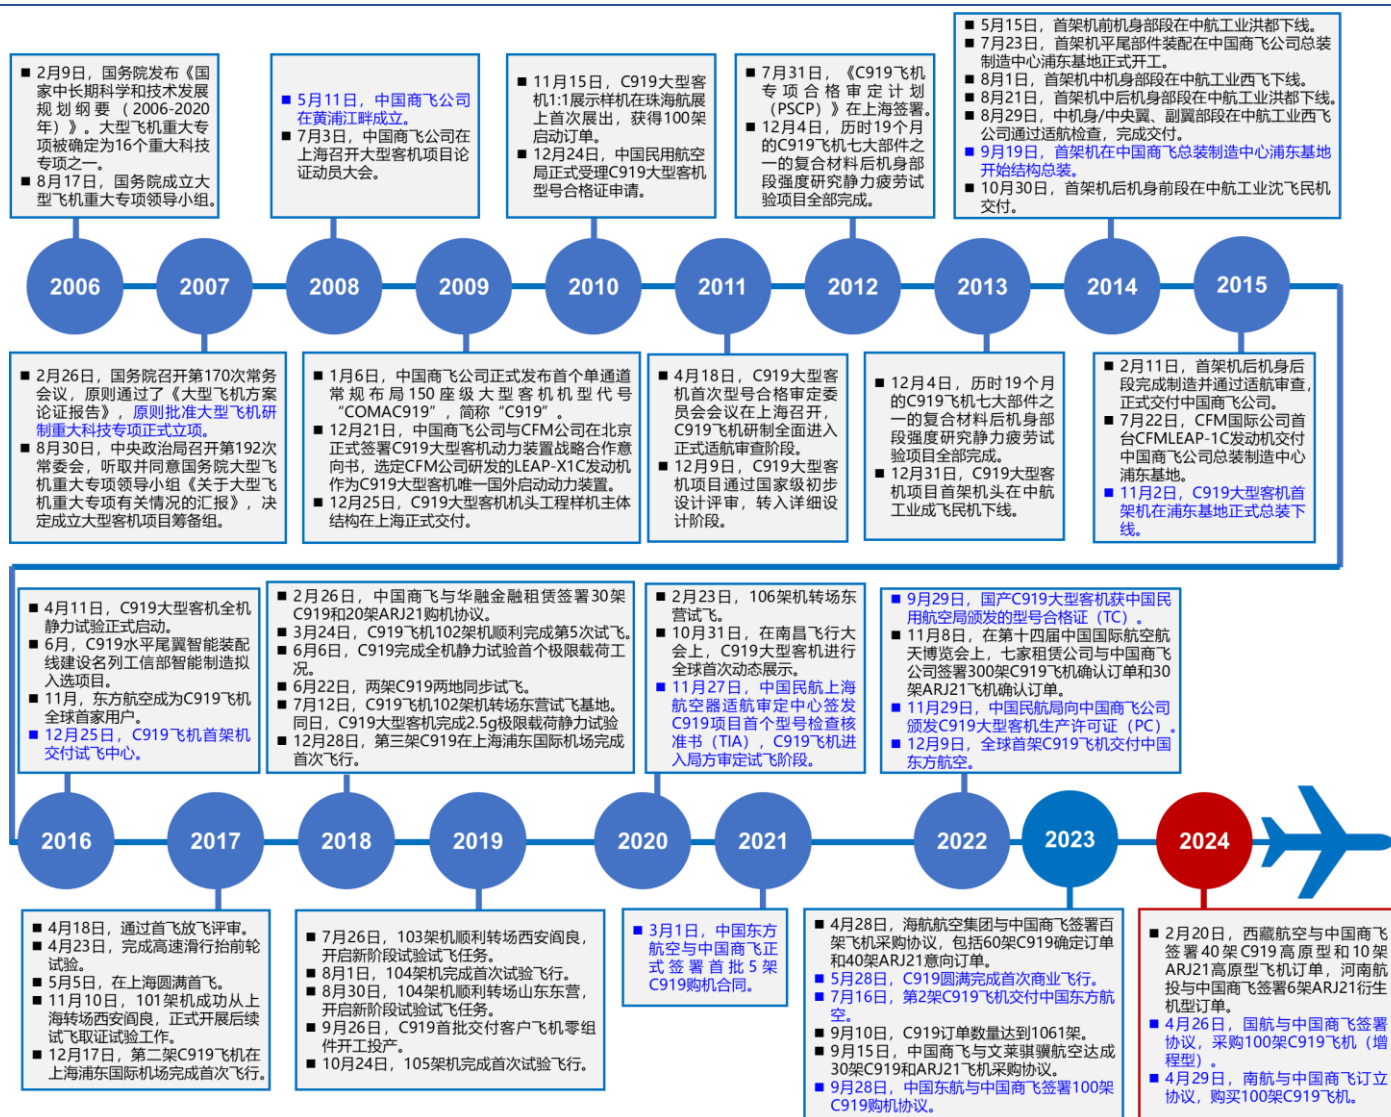 ■ 2月9日，国务院发布《国
家中长期科学和技术发展
规划纲要（2006-2020
年）》。大型飞机重大专
项被确定为16个重大科技
专项之一。
■ 8月17日，国务院成立大
型飞机重大专项领导小组。
■ 5月11日，中国商飞公司
在黄浦江畔成立。
■ 7月3日，中国商飞公司在
上海召开大型客机项目论
证动员大会。
■ 11月15日，C919大型客
机1:1展示样机在珠海航展
上首次展出，获得100架
启动订单。
■ 12月24日，中国民用航空
局正式受理C919大型客机
型号合格证申请。
■ 7月31日，《C919飞机
专项合格审定计划
（PSCP）》在上海签署。
■ 12月4日，历时19个月
的C919飞机七大部件之
一的复合材料后机身部
段强度研究静力疲劳试
验项目全部完成。
■ 5月15日，首架机前机身部段在中航工业洪都下线。
■ 7月23日，首架机平尾部件装配在中国商飞公司总装
制造中心浦东基地正式开工。
■ 8月1日，首架机中机身部段在中航工业西飞下线。
■ 8月21日，首架机中后机身部段在中航工业洪都下线。
■ 8月29日，中机身/中央翼、副翼部段在中航工业西飞
公司通过适航检查，完成交付。
■ 9月19日，首架机在中国商飞总装制造中心浦东基地
开始结构总装。
■ 10月30日，首架机后机身前段在中航工业沈飞民机
交付。
2006
2007
2008
2009
2010
2011
2012
2013
2014
2015
■ 2月26日，国务院召开第170次常务
会议，原则通过了《大型飞机方案
论证报告》，原则批准大型飞机研
制重大科技专项正式立项。
■ 8月30日，中央政治局召开第192次
常委会，听取并同意国务院大型飞
机重大专项领导小组《关于大型飞
机重大专项有关情况的汇报》，决
定成立大型客机项目筹备组。
■ 1月6日，中国商飞公司正式发布首个单通道
常规布局150座级大型客机机型代号
“COMAC919”，简称“C919”。
■ 12月21日，中国商飞公司与CFM公司在北京
正式签署C919大型客机动力装置战略合作意
向书，选定CFM公司研发的LEAP-X1C发动机
作为C919大型客机唯一国外启动动力装置。
■ 12月25日，C919大型客机机头工程样机主体
结构在上海正式交付。
■ 4月18日，C919大型客
机首次型号合格审定委
员会会议在上海召开，
C919飞机研制全面进入
正式适航审查阶段。
■ 12月9日，C919大型客
机项目通过国家级初步
设计评审，转入详细设
计阶段。
■ 12月4日，历时19个月
的C919飞机七大部件之
一的复合材料后机身部
段强度研究静力疲劳试
验项目全部完成。
■ 12月31日，C919大型客
机项目首架机头在中航
工业成飞民机下线。
■ 2月11日，首架机后机身后
段完成制造并通过适航审查，
正式交付中国商飞公司。
■ 7月22日，CFM国际公司首
台CFMLEAP-1C发动机交付
中国商飞公司总装制造中心
浦东基地。
■ 11月2日，C919大型客机首
架机在浦东基地正式总装下
线。
■ 4月11日，C919大型客机全机
静力试验正式启动。
■ 6月，C919水平尾翼智能装配
线建设名列工信部智能制造拟
入选项目。
■ 11月，东方航空成为C919飞机
全球首家用户。
■ 12月25日，C919飞机首架机
交付试飞中心。
■ 2月26日，中国商飞与华融金融租赁签署30架
C919和20架ARJ21购机协议。
■ 3月24日，C919飞机102架机顺利完成第5次试飞。
■ 6月6日，C919完成全机静力试验首个极限载荷工
况。
■ 6月22日，两架C919两地同步试飞。
■ 7月12日，C919飞机102架机转场东营试飞基地。
同日，C919大型客机完成2.5g极限载荷静力试验
■ 12月28日，第三架C919在上海浦东国际机场完成
首次飞行。
■ 2月23日，106架机转场东
营试飞。
■ 10月31日，在南昌飞行大
会上，C919大型客机进行
全球首次动态展示。
■ 11月27日，中国民航上海
航空器适航审定中心签发
C919项目首个型号检查核
准书（TIA），C919飞机进
入局方审定试飞阶段。
■ 9月29日，国产C919大型客机获中国民
用航空局颁发的型号合格证（TC）。
■ 11月8日，在第十四届中国国际航空航
天博览会上，七家租赁公司与中国商飞
公司签署300架C919飞机确认订单和30
架ARJ21飞机确认订单。
■ 11月29日，中国民航局向中国商飞公司
颁发C919大型客机生产许可证（PC）。
■ 12月9日，全球首架C919飞机交付中国
东方航空。
2016
2017
2018
2019
2020
2021
2022
2023
2024
■ 4月18日，通过首飞放飞评审。
■ 4月23日，完成高速滑行抬前轮
试验。
■ 5月5日，在上海圆满首飞。
■ 11月10日，101架机成功从上
海转场西安阎良，正式开展后续
试飞取证试验工作。
■ 12月17日，第二架C919飞机在
上海浦东国际机场完成首次飞行。
■ 7月26日，103架机顺利转场西安阎良，
开启新阶段试验试飞任务。
■ 8月1日，104架机完成首次试验飞行。
■ 8月30日，104架机顺利转场山东东营，
开启新阶段试验试飞任务。
■ 9月26日，C919首批交付客户飞机零组
件开工投产。
■ 10月24日，105架机完成首次试验飞行。
■ 3月1日，中国东方
航空与中国商飞正
式签署首批5架
C919购机合同。
■ 4月28日，海航航空集团与中国商飞签署百
架飞机采购协议，包括60架C919确定订单
和40架ARJ21意向订单。
■ 5月28日，C919圆满完成首次商业飞行。
■ 7月16日，第2架C919飞机交付中国东方航
空。
■ 9月10日，C919订单数量达到1061架。
■ 9月15日，中国商飞与文莱骐骥航空达成
30架C919和ARJ21飞机采购协议。
■ 9月28日，中国东航与中国商飞签署100架
C919购机协议。
■ 2月20日，西藏航空与中国商飞
签署40架C919高原型和10架
ARJ21高原型飞机订单，河南航
投与中国商飞签署6架ARJ21衍生
机型订单。
■ 4月26日，国航与中国商飞签署
协议，采购100架C919飞机（增
程型）。
■ 4月29日，南航与中国商飞订立
协议，购买100架C919飞机。